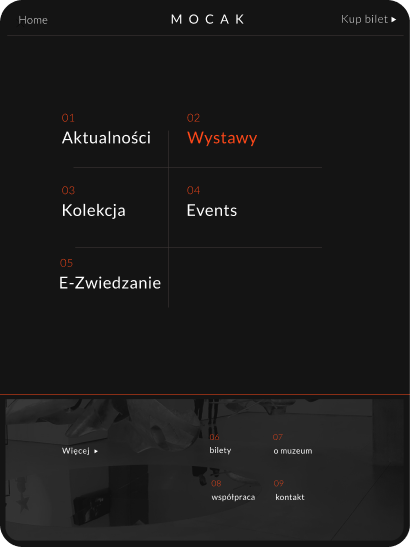 Home
MOCAK
Kup bilet
01
Aktualności
02
Wystawy
03
Kolekcja
04
Events
05
E-Zwiedzanie
Więcej
06
bilety
07
o muzeum
08
współpraca
09
kontakt